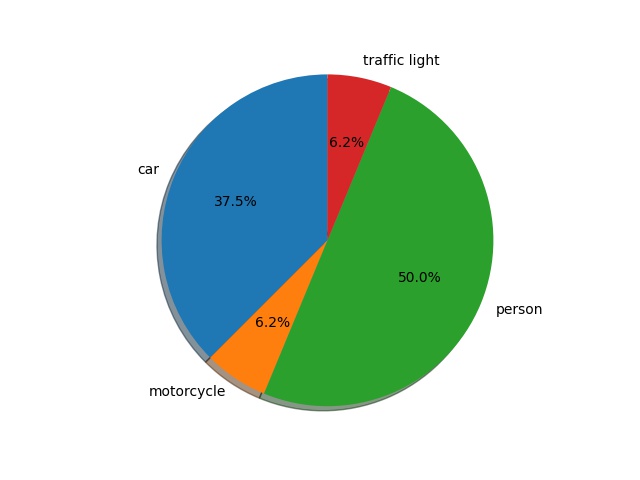 traffic light
6.2%
car
37.5%
50.0%
person
6.2%
motorcycle